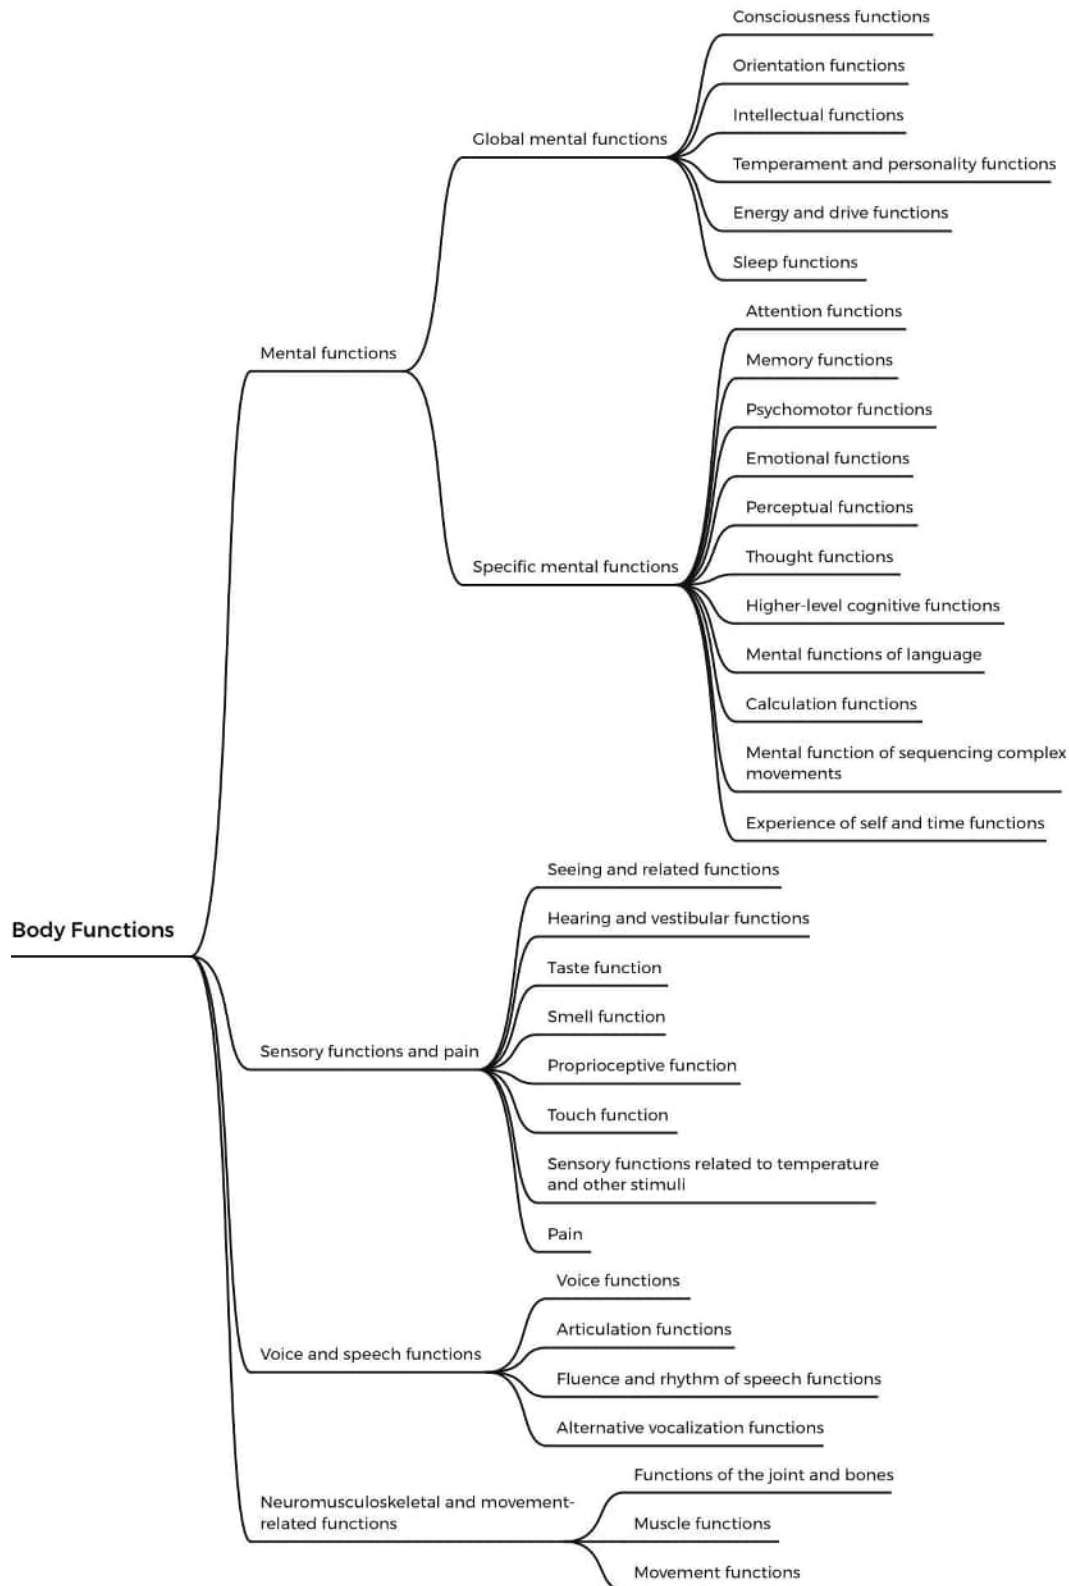 Body Functions
Mental functions
Global mental functions
Consciousness functions
Orientation functions
Intellectual functions
Temperament and personality functions
Energy and drive functions
Sleep functions
Specific mental functions
Attention functions
Memory functions
Psychomotor functions
Emotional functions
Perceptual functions
Thought functions
Higher-level cognitive functions
Mental functions of language
Calculation functions
Mental function of sequencing complex
movements
Experience of self and time functions
Sensory functions and pain
Seeing and related functions
Hearing and vestibular functions
Taste function
Smell function
Proprioceptive function
Touch function
Sensory functions related to temperature
and other stimuli
Pain
Voice and speech functions
Voice functions
Articulation functions
Fluence and rhythm of speech functions
Alternative vocalization functions
Neuromusculoskeletal and movement-
related functions
Functions of the joint and bones
Muscle functions
Movement functions